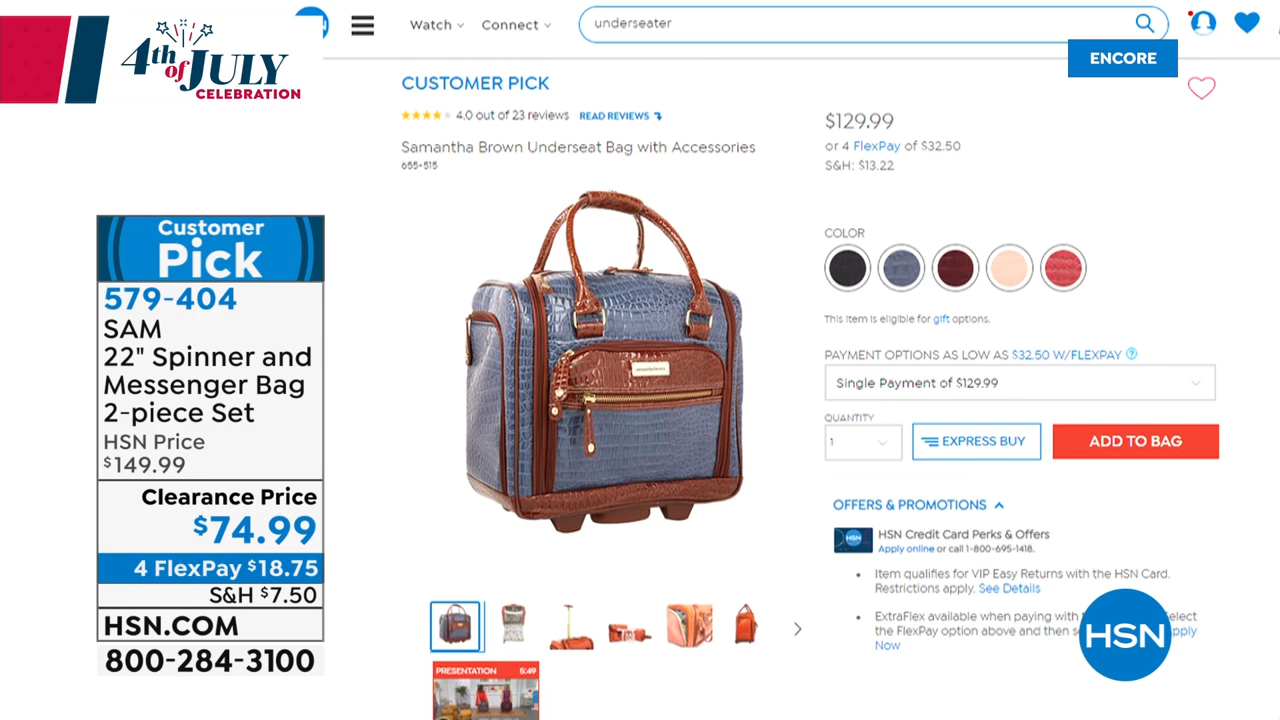 4th of JULY
CELEBRATION
Watch
Connect
underseater
ENCORE
CUSTOMER PICK
4.0 out of 23 reviews READ REVIEWS
Samantha Brown Underseat Bag with Accessories
655-515
$129.99
or 4 FlexPay of $32.50
S&H: $13.22
COLOR
This item is eligible for gift options.
PAYMENT OPTIONS AS LOW AS $32.50 W/FLEXPAY ?
Single Payment of $129.99
QUANTITY
1
EXPRESS BUY
ADD TO BAG
OFFERS & PROMOTIONS
HSN
HSN Credit Card Perks & Offers
Apply online or call 1-800-695-1418.
• Item qualifies for VIP Easy Returns with the HSN Card.
Restrictions apply. See Details
• ExtraFlex available when paying with
the FlexPay option above and then
Now
HSN
PRESENTATION 5:49
Customer
Pick
579-404
SAM
22" Spinner and
Messenger Bag
2-piece Set
HSN Price
$149.99
Clearance Price
$74.99
4 FlexPay $18.75
S&H $7.50
HSN.COM
800-284-3100